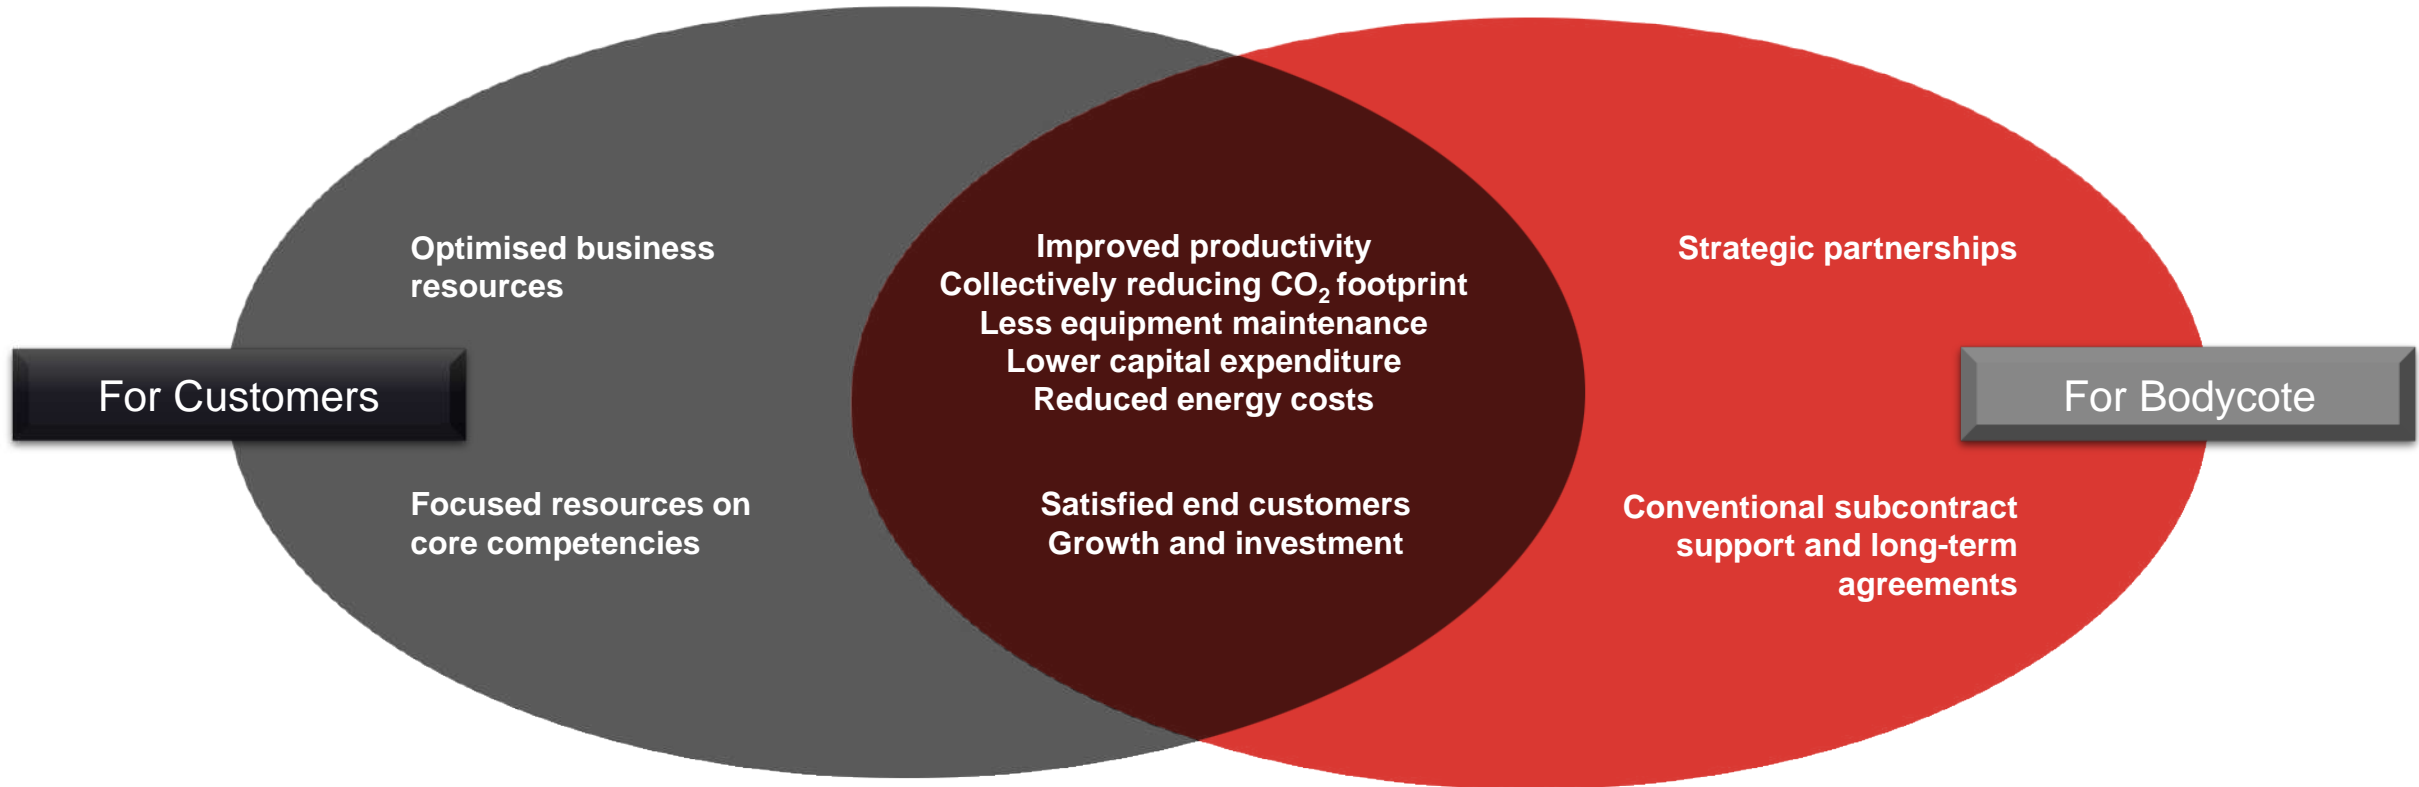 For Customers
Optimised business
resources
Focused resources on
core competencies
Improved productivity
Collectively reducing CO₂ footprint
Less equipment maintenance
Lower capital expenditure
Reduced energy costs
Satisfied end customers
Growth and investment
Strategic partnerships
Conventional subcontract
support and long-term
agreements
For Bodycote